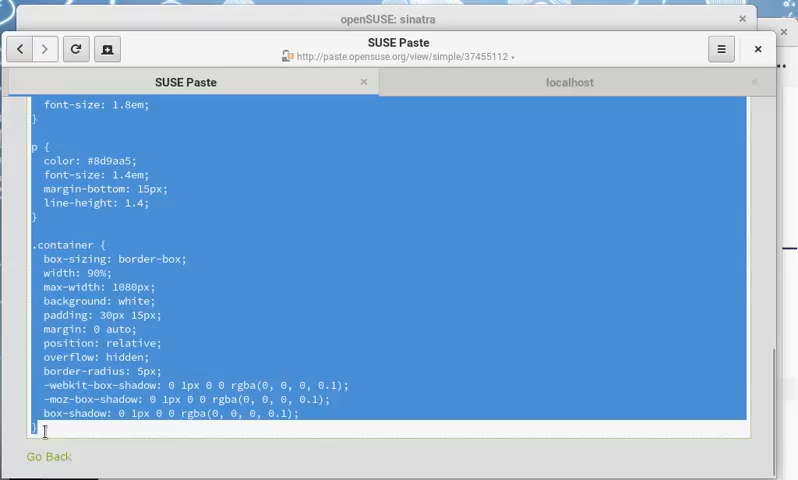 openSUSE: sinatra
SUSE Paste
http://paste.opensuse.org/view/simple/37455112
SUSE Paste
localhost
font-size: 1.8em;
}
p {
color: #8d9aa5;
font-size: 1.4em;
margin-bottom: 15px;
line-height: 1.4;
}
.container {
box-sizing: border-box;
width: 90%;
max-width: 1080px;
background: white;
padding: 30px 15px;
margin: 0 auto;
position: relative;
overflow: hidden;
border-radius: 5px;
-webkit-box-shadow: 0 1px 0 0 rgba(0, 0, 0, 0.1);
-moz-box-shadow: 0 1px 0 0 rgba(0, 0, 0, 0.1);
box-shadow: 0 1px 0 0 rgba(0, 0, 0, 0.1);
}
Go Back